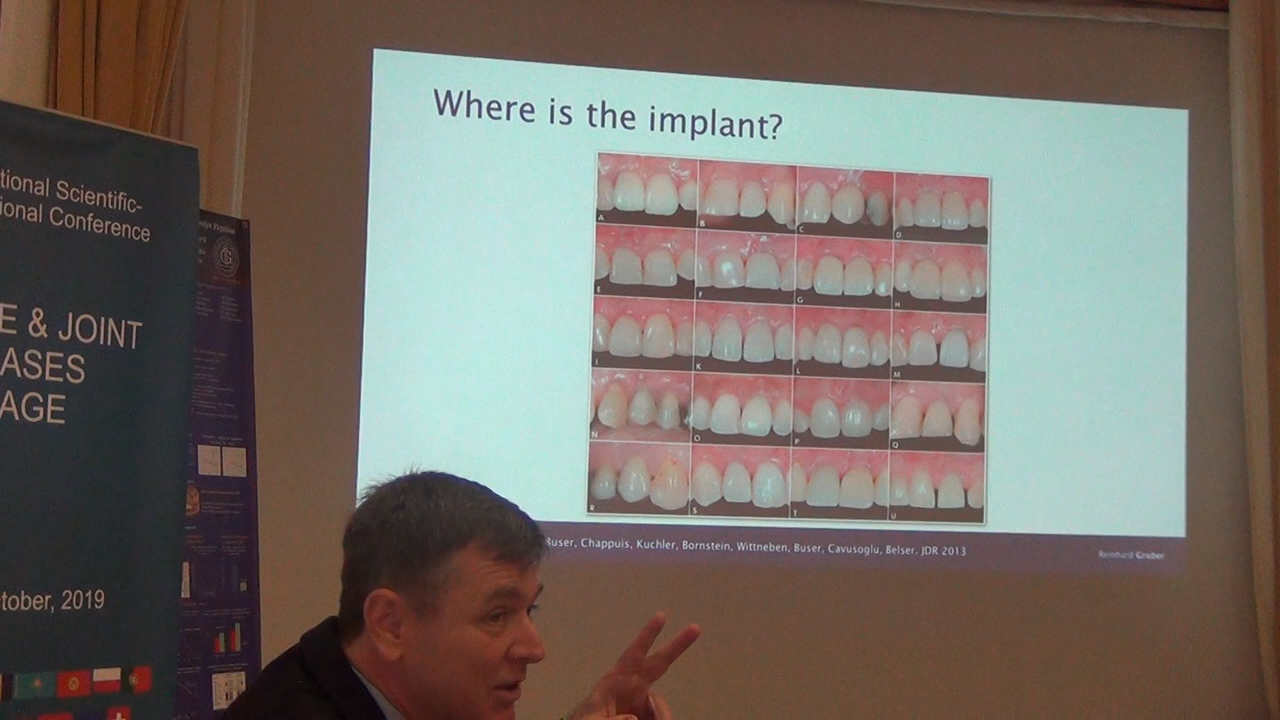 tional Scientific-
ional Conference
E & JOINT
ASES
AGE
tober, 2019
Where is the implant?
A B C D
E F G H
I K L M
N O P Q
R S T U
Buser, Chappuis, Kuchler, Bornstein, Wittneben, Buser, Cavusoglu, Belser. JDR 2013
Reinhard Gruber